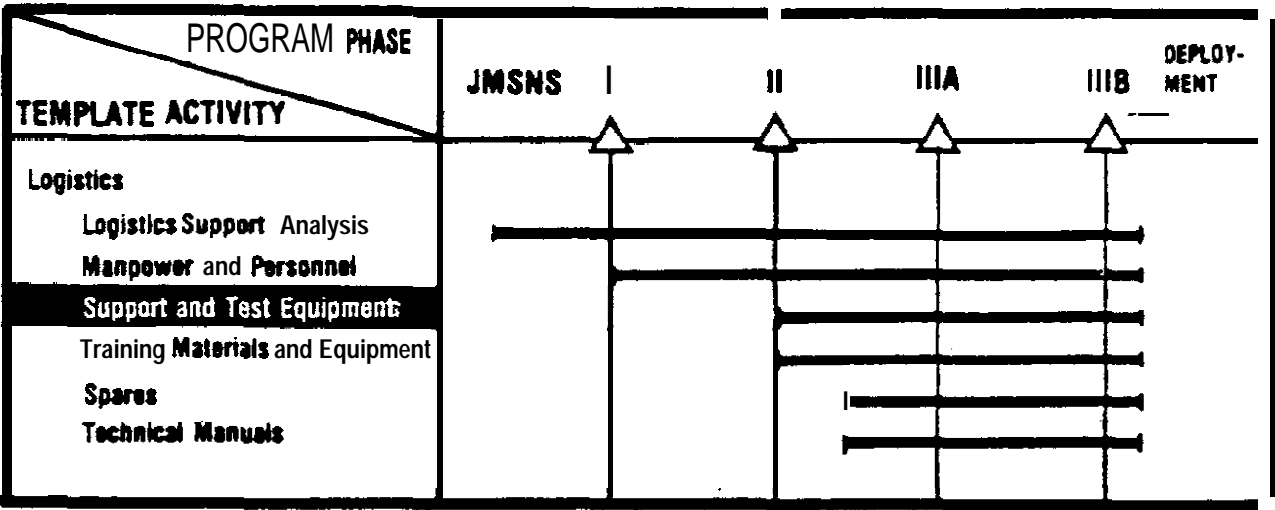 PROGRAM PHASE
TEMPLATE ACTIVITY
JMSNS I II IIIA IIIB DEPLOY-
MENT
Logistics
Logistics Support Analysis
Manpower and Personnel
Support and Test Equipment
Training Materials and Equipment
Spares
Technical Manuals